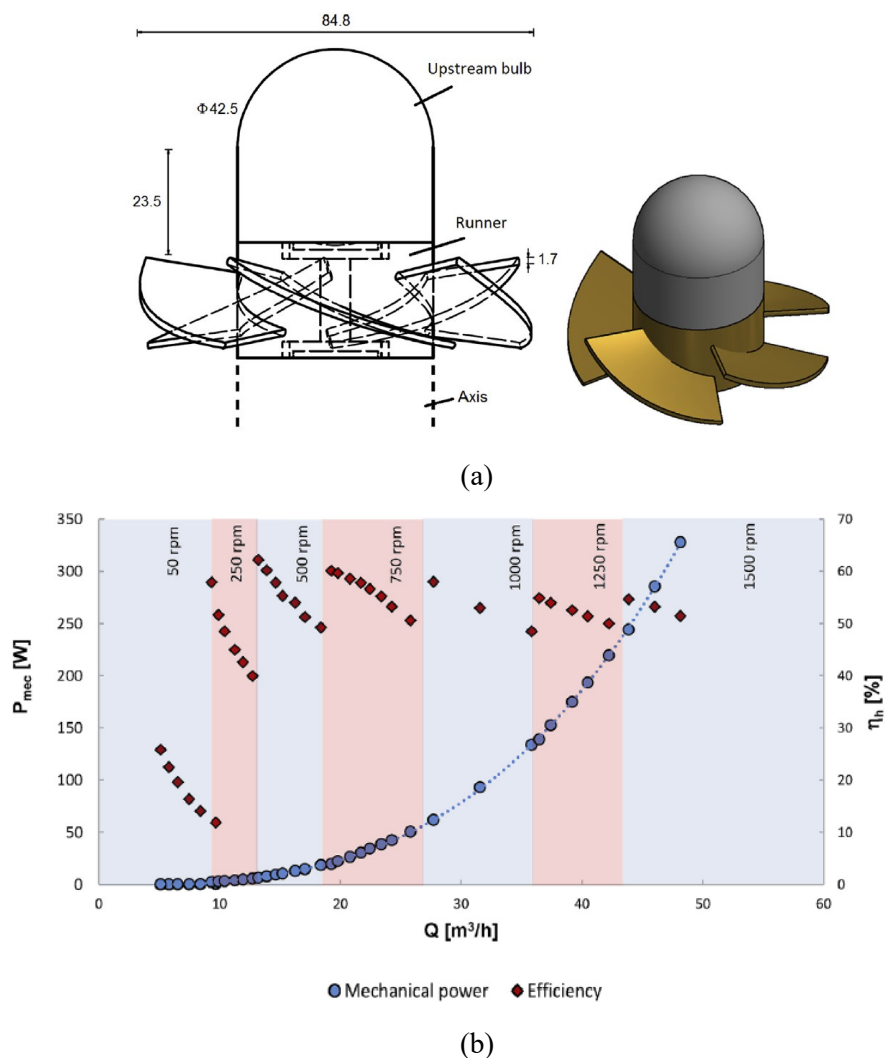 84.8
Upstream bulb
Φ42.5
23.5
Runner
1.7
Axis
(a)
350
300
250
200
150
100
50
0
P_mec [W]
50 rpm
250 rpm
500 rpm
750 rpm
1000 rpm
1250 rpm
1500 rpm
70
60
50
40
30
20
10
0
η_h [%]
0 10 20 30 40 50 60
Q [m³/h]
Mechanical power Efficiency
(b)